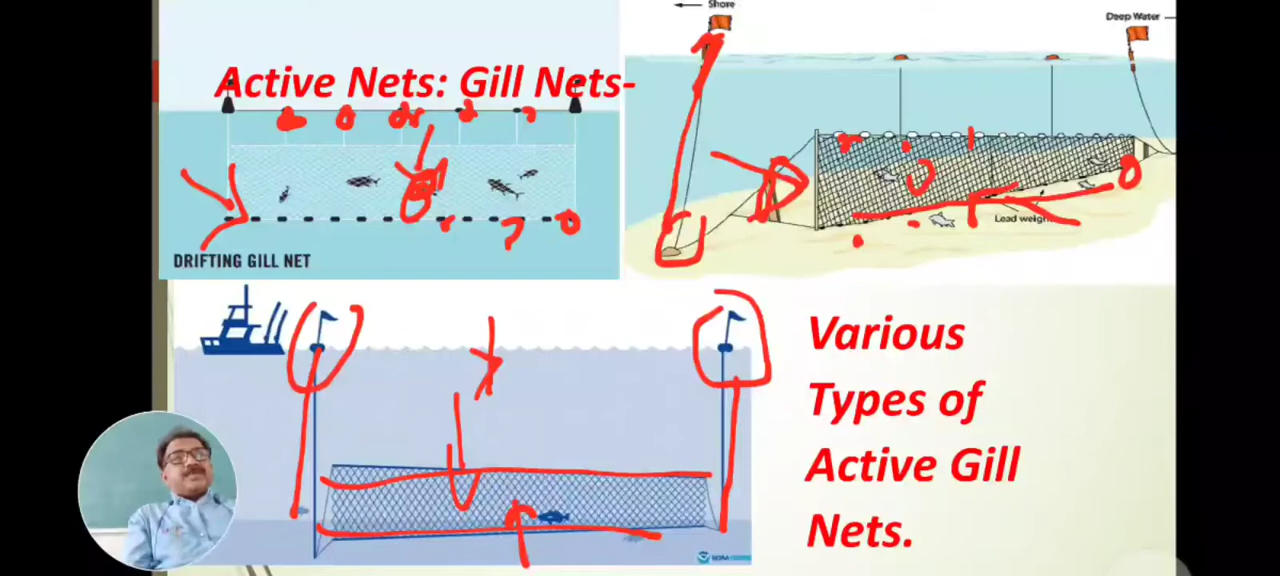 Shore
Deep Water
Active Nets: Gill Nets-
Lead weight
DRIFTING GILL NET
Various
Types of
Active Gill
Nets.